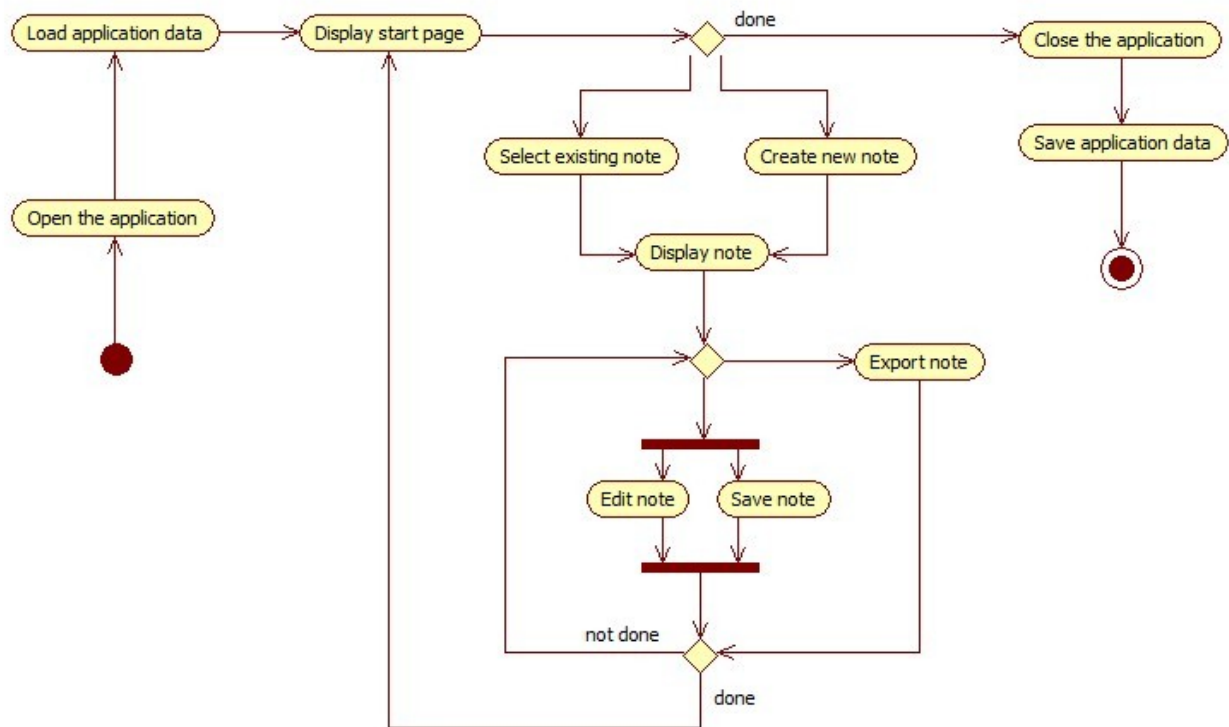 Load application data
Display start page
done
Close the application
Select existing note
Create new note
Save application data
Open the application
Display note
Export note
Edit note
Save note
not done
done